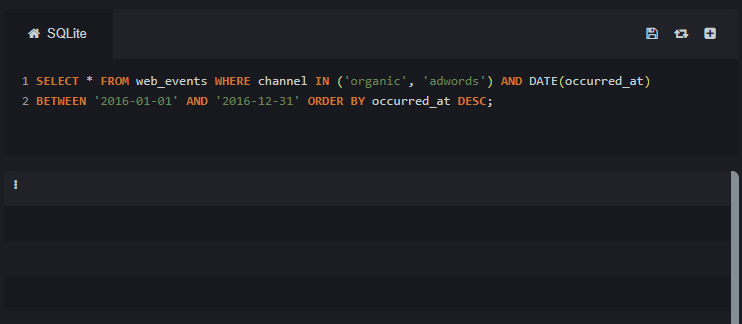 SQLite
1 SELECT * FROM web_events WHERE channel IN ('organic', 'adwords') AND DATE(occurred_at)
2 BETWEEN '2016-01-01' AND '2016-12-31' ORDER BY occurred_at DESC;